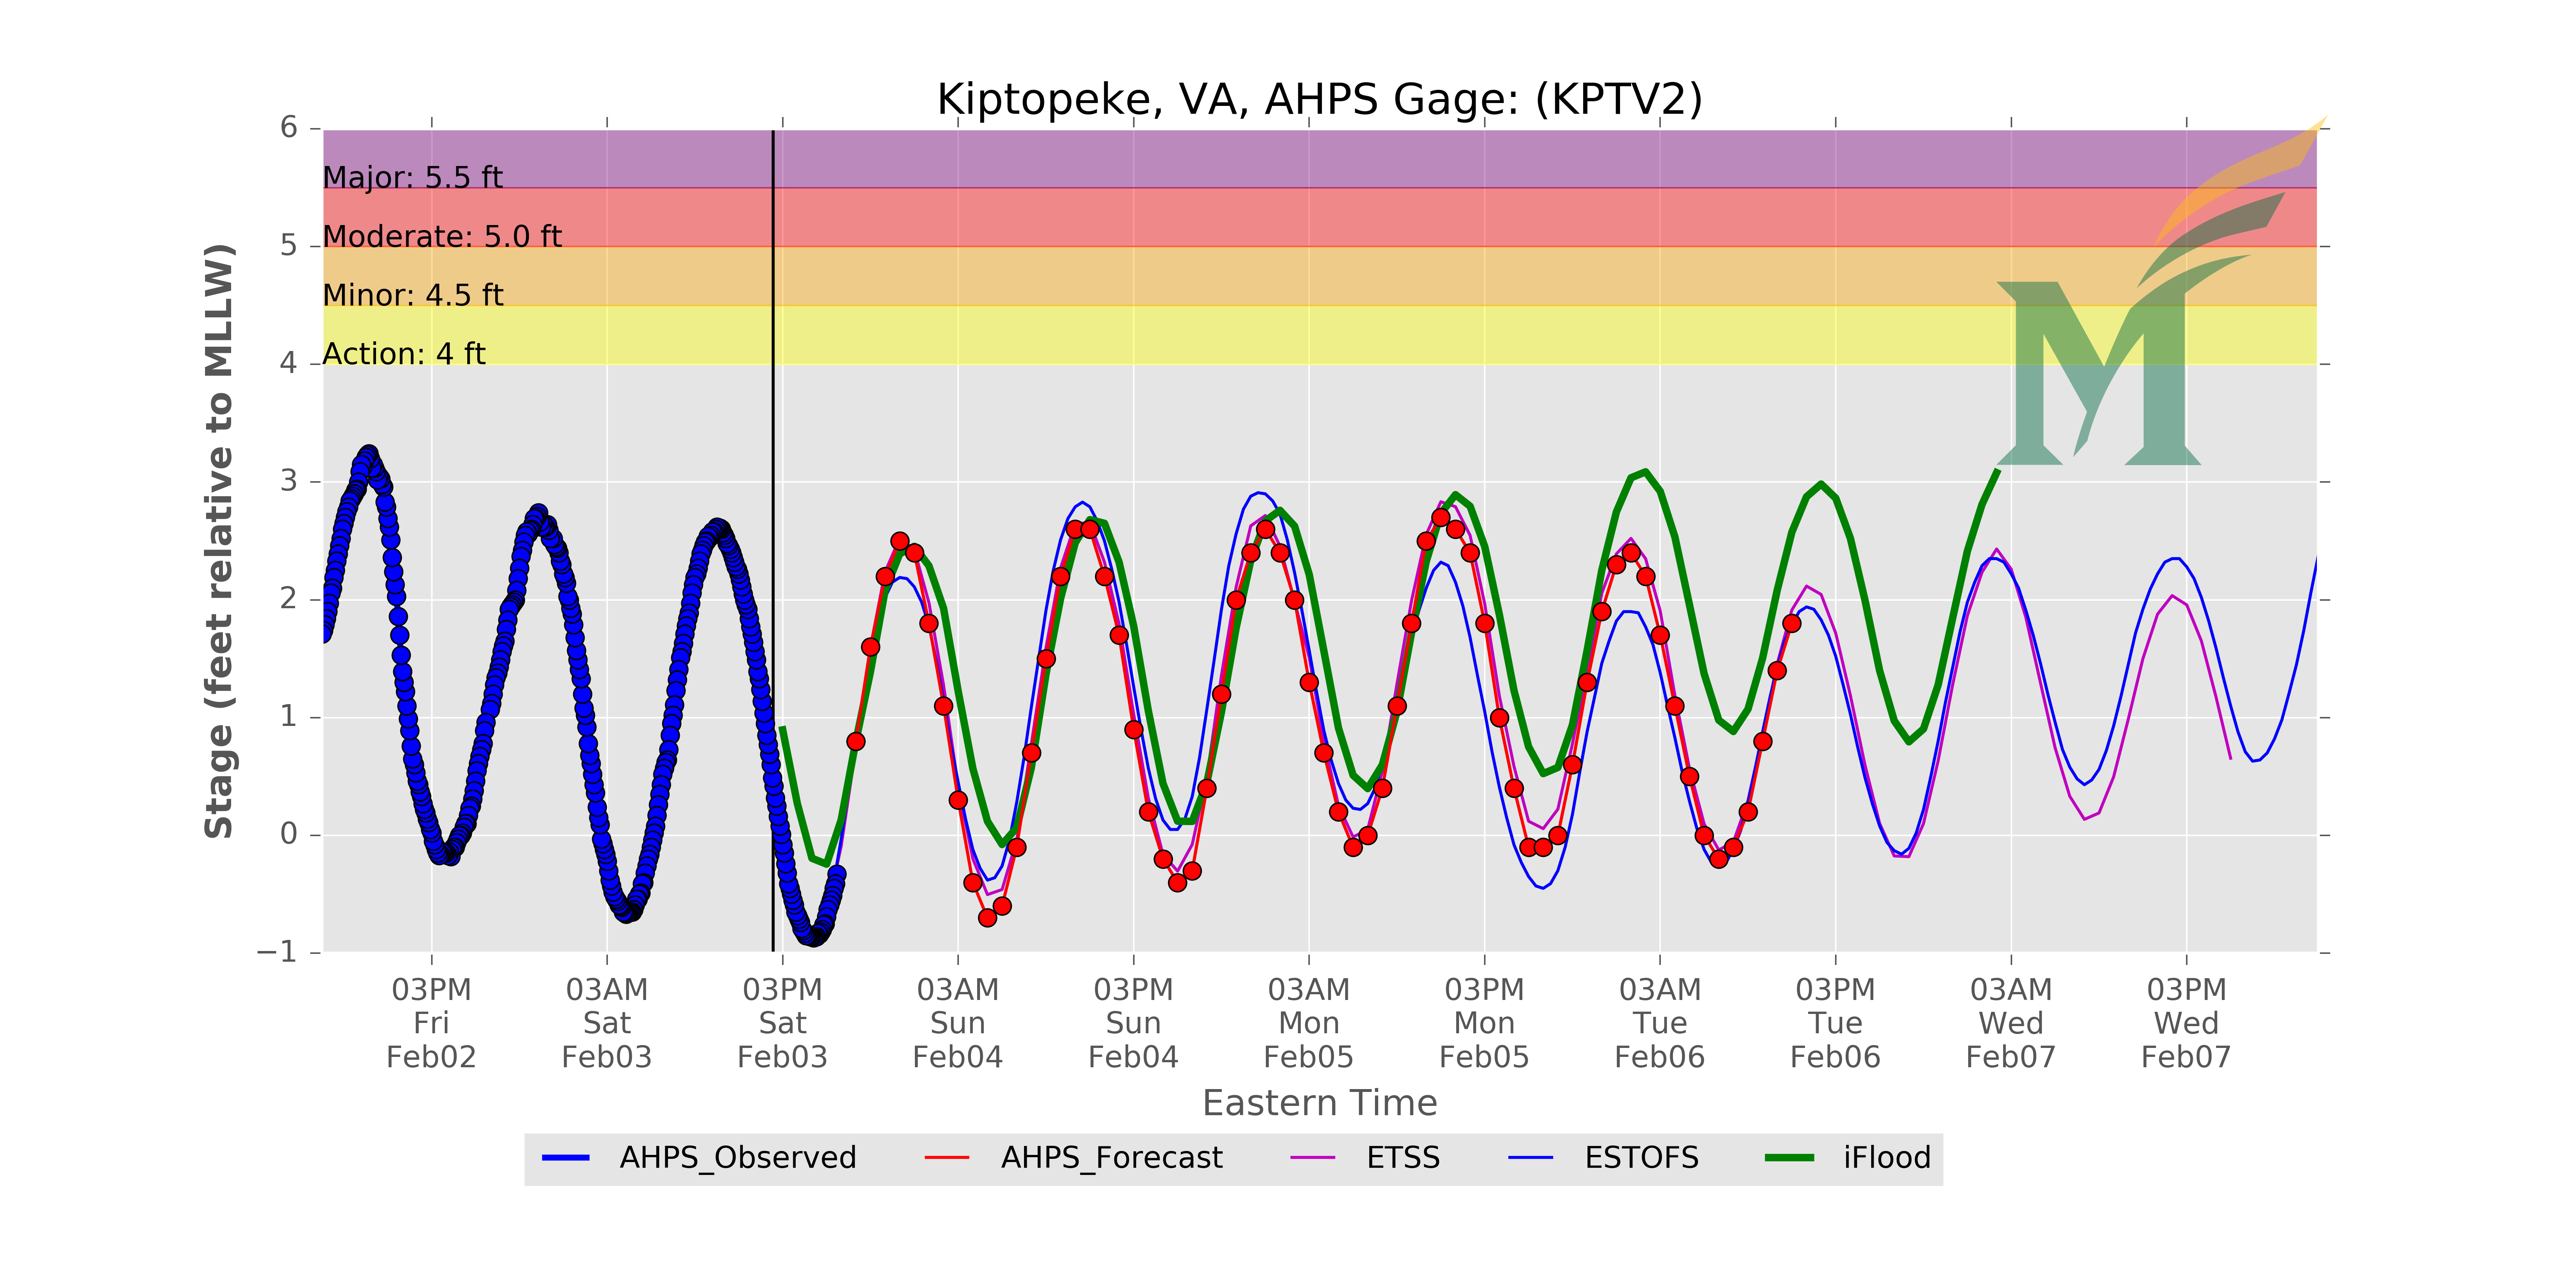 Kiptopeke, VA, AHPS Gage: (KPTV2)
6
5
4
3
2
1
0
−1
Stage (feet relative to MLLW)
Major: 5.5 ft
Moderate: 5.0 ft
Minor: 4.5 ft
Action: 4 ft
M
03PM 03AM 03PM 03AM 03PM 03AM 03PM 03AM 03PM 03AM 03PM
Fri Sat Sat Sun Sun Mon Mon Tue Tue Wed Wed
Feb02 Feb03 Feb03 Feb04 Feb04 Feb05 Feb05 Feb06 Feb06 Feb07 Feb07
Eastern Time
AHPS_Observed AHPS_Forecast ETSS ESTOFS iFlood